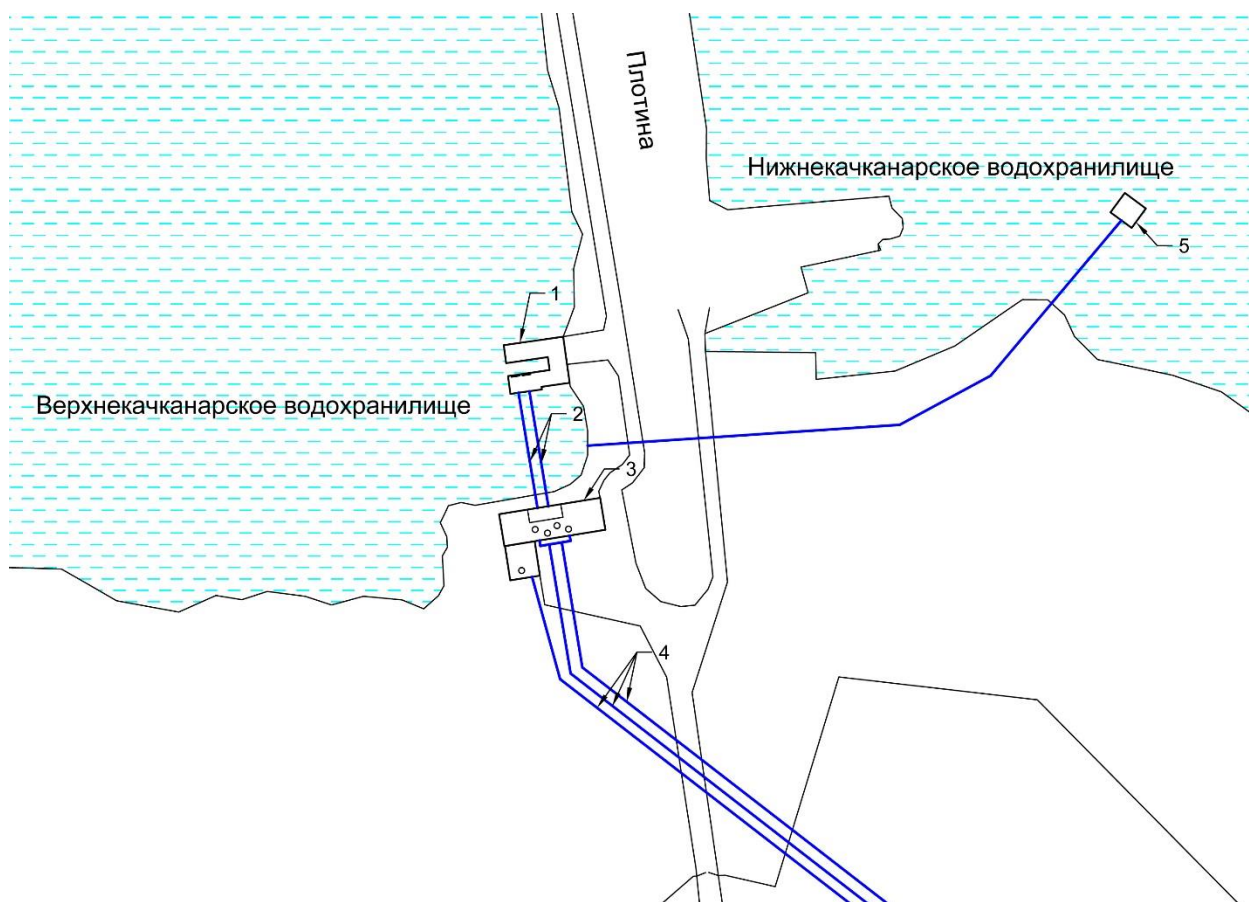 Плотина
Нижнекачканарское водохранилище
5
1
Верхнекачканарское водохранилище
2
3
4